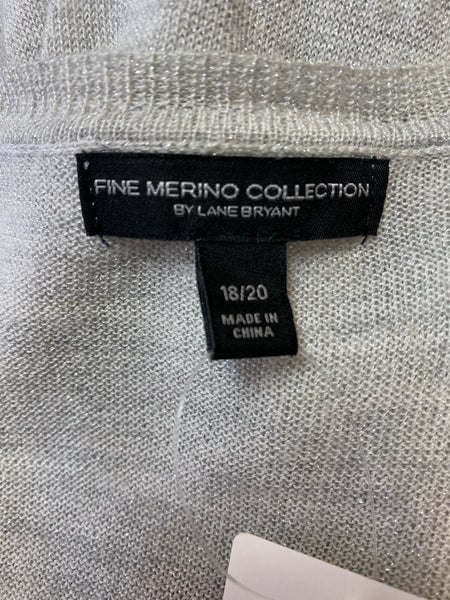 FINE MERINO COLLECTION
BY LANE BRYANT
18/20
MADE IN
CHINA